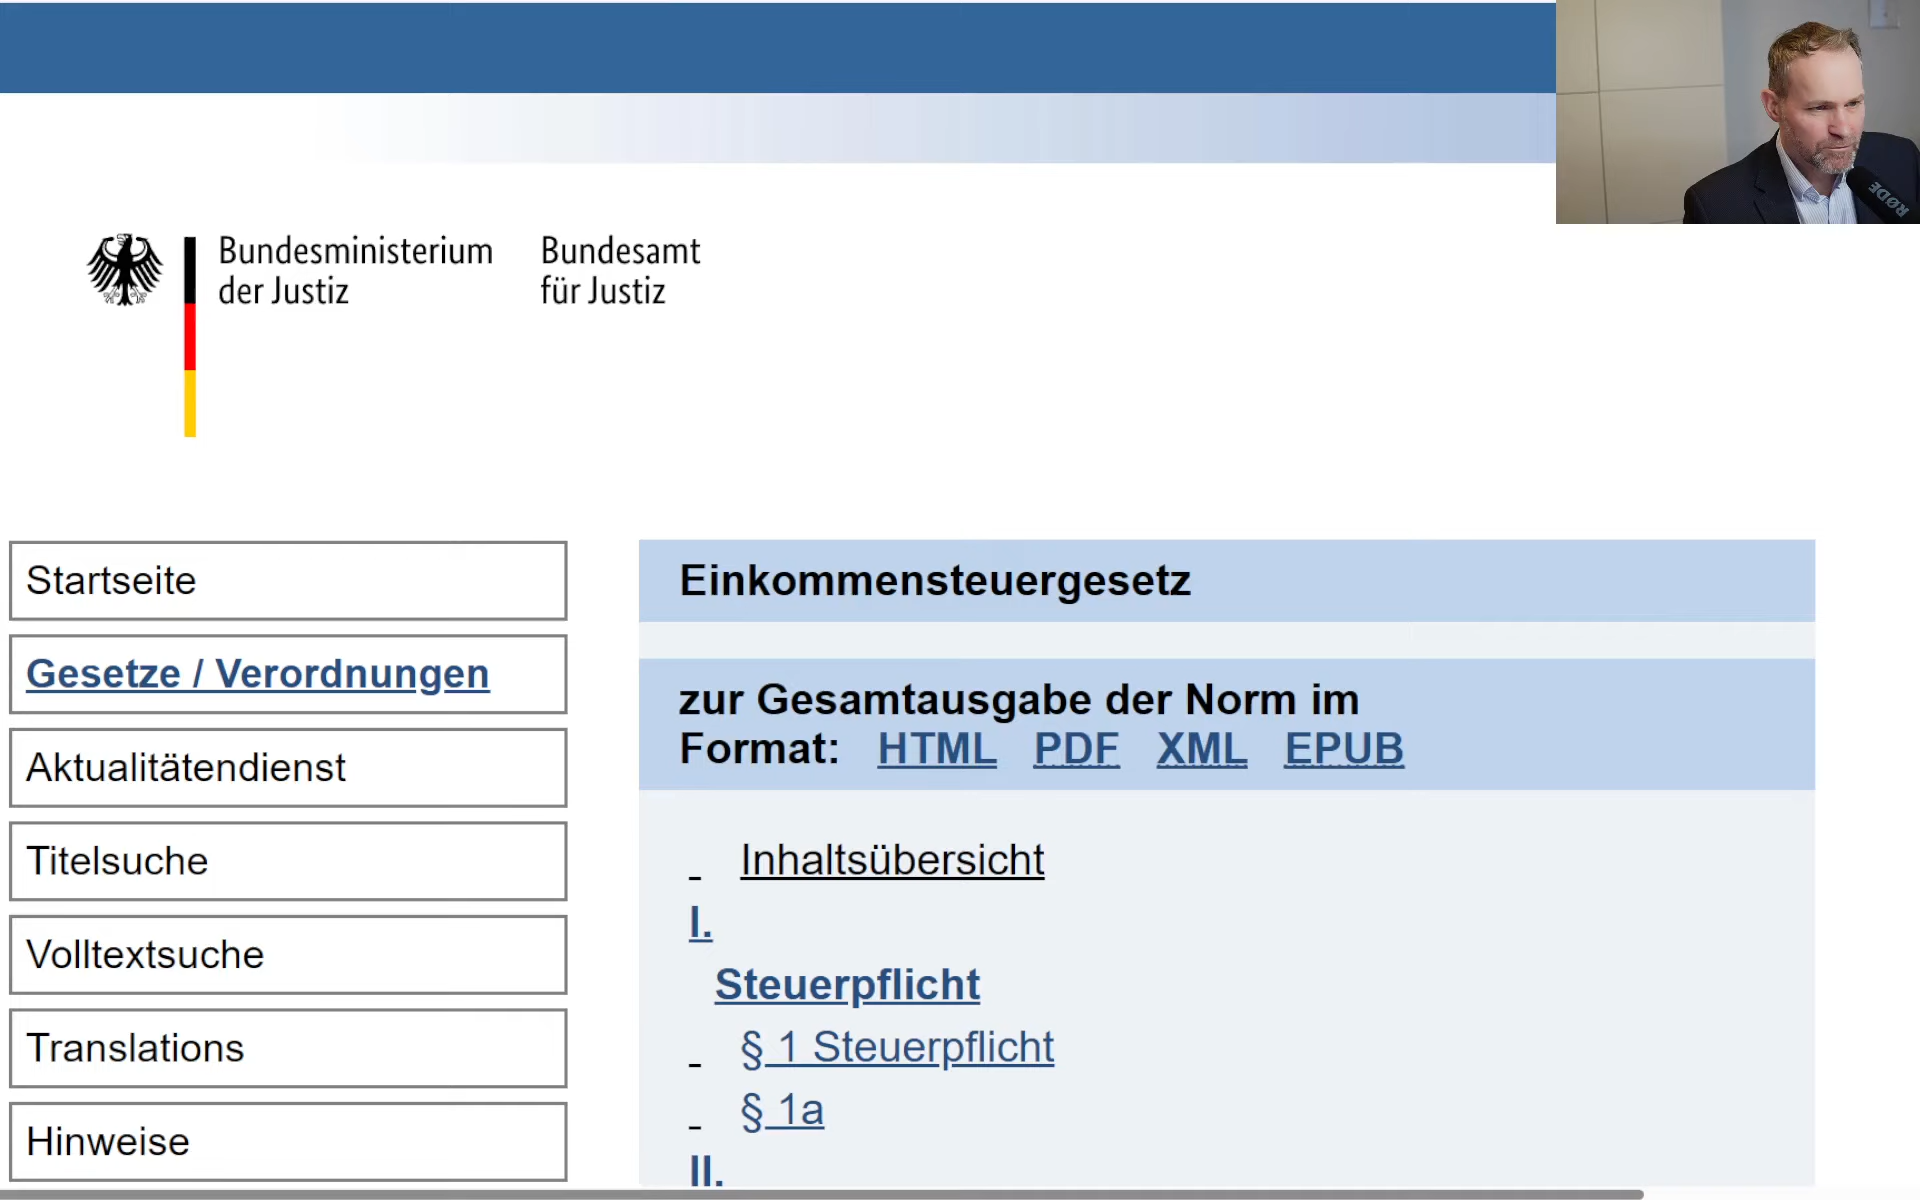 RØDE
Bundesministerium
der Justiz
Bundesamt
für Justiz
Startseite
Gesetze / Verordnungen
Aktualitätendienst
Titelsuche
Volltextsuche
Translations
Hinweise
Einkommensteuergesetz
zur Gesamtausgabe der Norm im
Format: HTML PDF XML EPUB
Inhaltsübersicht
I.
Steuerpflicht
§ 1 Steuerpflicht
§ 1a
II.